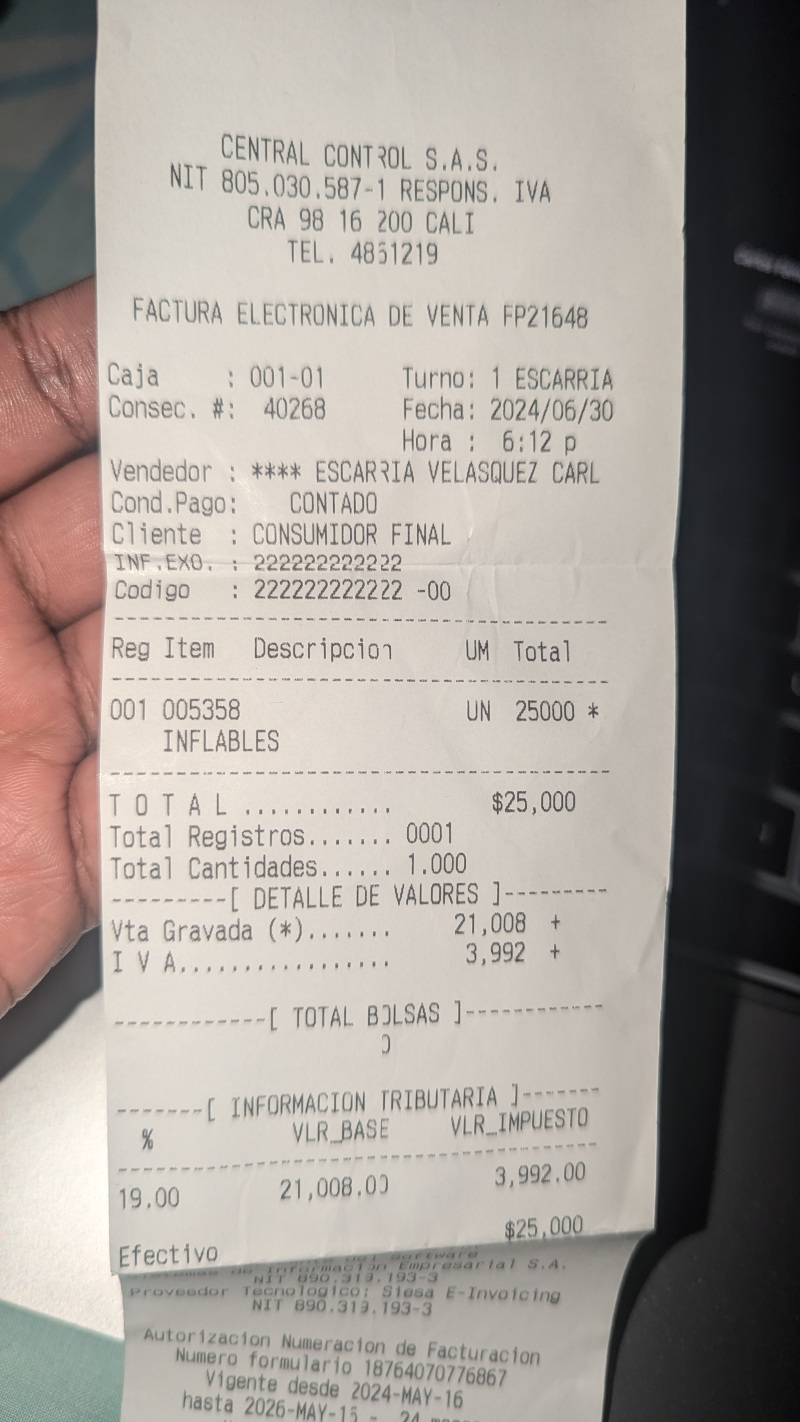 CENTRAL CONTROL S.A.S.
NIT 805.030.587-1 RESPONS. IVA
CRA 98 16 200 CALI
TEL. 4851219
FACTURA ELECTRONICA DE VENTA FP21648
Caja : 001-01 Turno: 1 ESCARRIA
Consec. #: 40268 Fecha: 2024/06/30
Hora : 6:12 p
Vendedor : **** ESCARRIA VELASQUEZ CARL
Cond.Pago: CONTADO
Cliente : CONSUMIDOR FINAL
INF.EXO. : 222222222222
Codigo : 222222222222 -00
Reg Item Descripcion UM Total
001 005358 UN 25000 *
INFLABLES
T O T A L ............ $25,000
Total Registros....... 0001
Total Cantidades...... 1.000
---------[ DETALLE DE VALORES ]---------
Vta Gravada (*)....... 21,008 +
I V A................. 3,992 +
------------[ TOTAL BOLSAS ]------------
0
-------[ INFORMACION TRIBUTARIA ]-------
% VLR_BASE VLR_IMPUESTO
19.00 21,008.00 3,992.00
Efectivo $25,000
de Información Empresarial S.A.
NIT 890.319.193-3
Proveedor Tecnologico: Siesa E-Invoicing
NIT 890.319.193-3
Autorizacion Numeracion de Facturacion
Numero formulario 18764070776867
Vigente desde 2024-MAY-16
hasta 2026-MAY-15 - 24